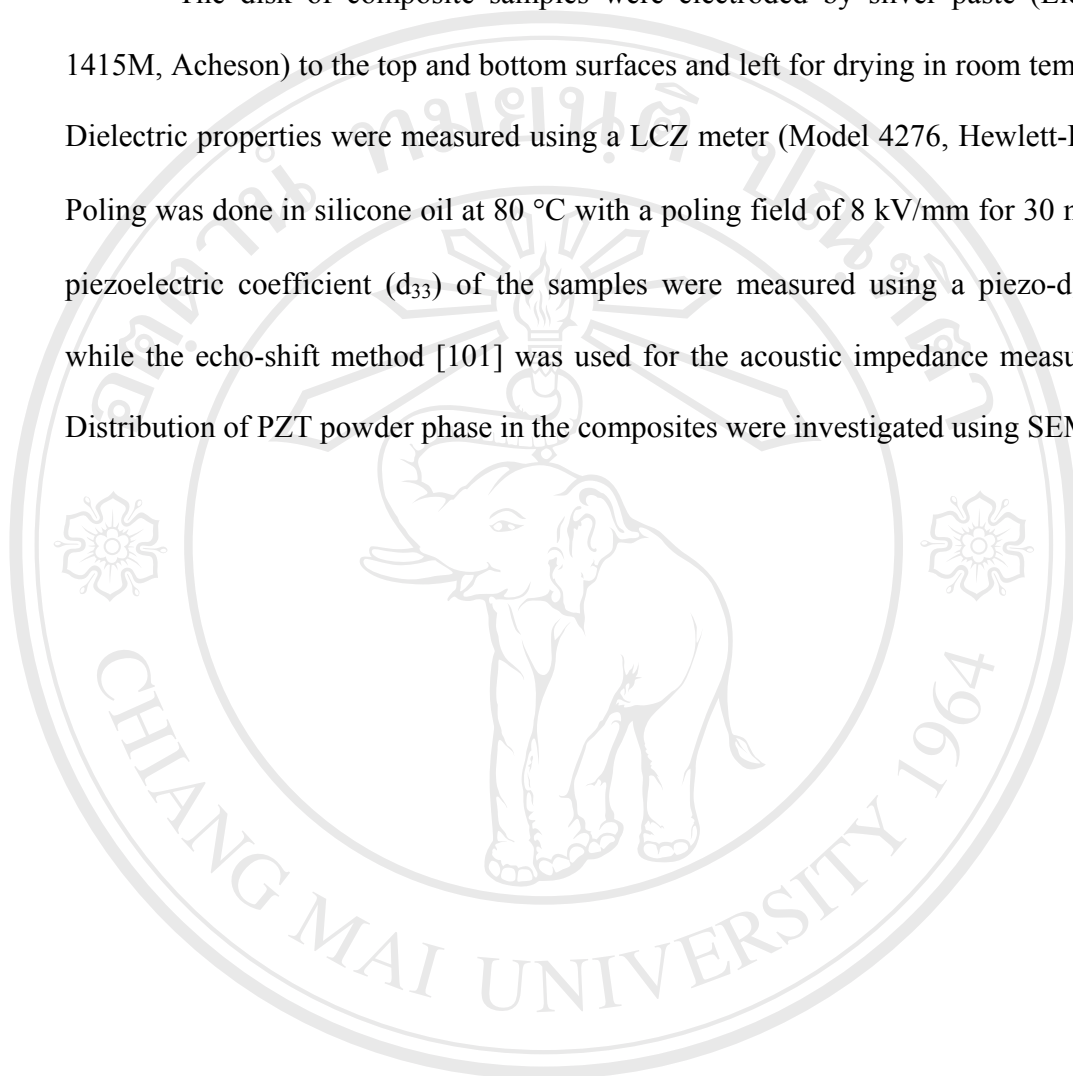 The disk of composite samples were electroded by silver paste
1415M, Acheson) to the top and bottom surfaces and left for drying in room
Dielectric properties were measured using a LCZ meter (Model 4276,
Poling was done in silicone oil at 80 °C with a poling field of 8 kV/mm for 30
piezoelectric coefficient (d₃₃) of the samples were measured using a
while the echo-shift method [101] was used for the acoustic impedance
Distribution of PZT powder phase in the composites were investigated using
CHIANG MAI UNIVERSITY 1964